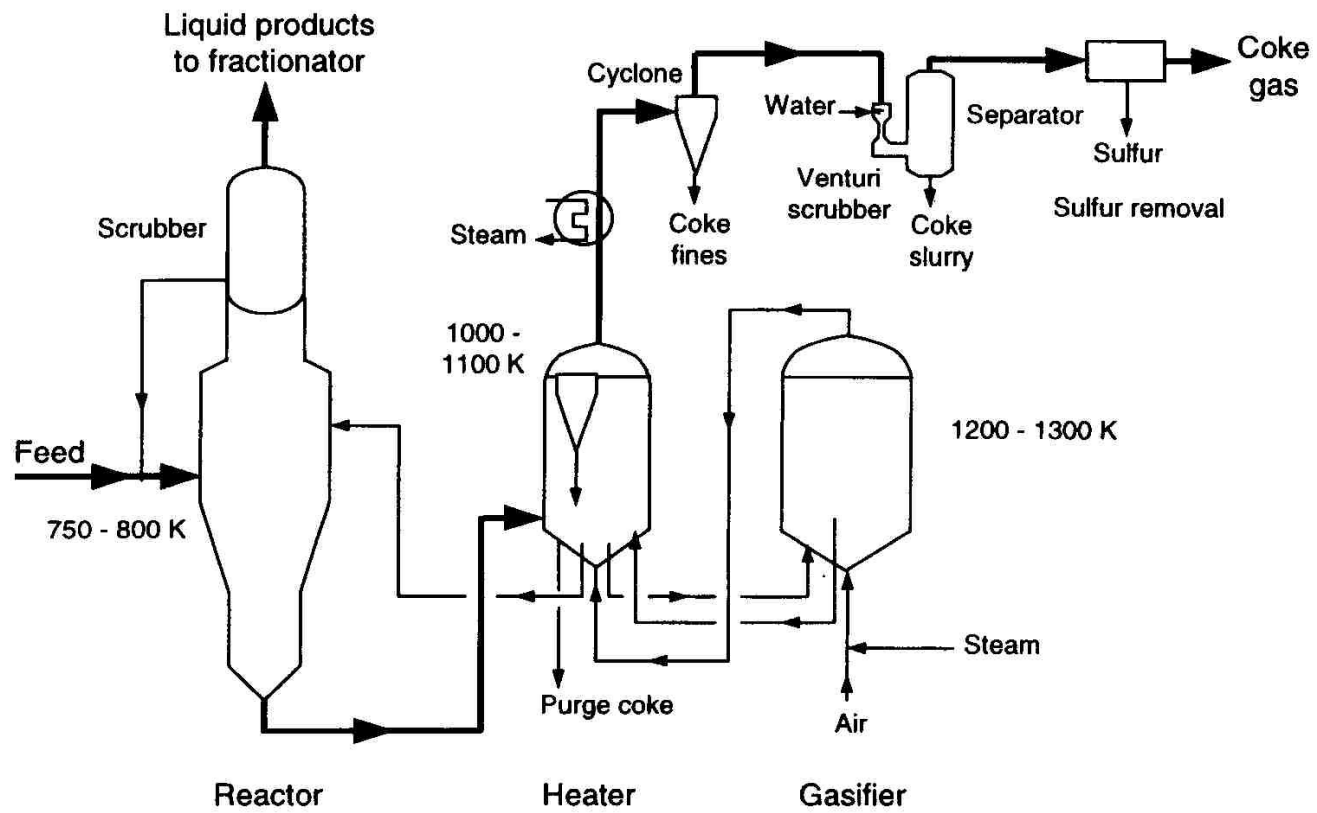 Liquid products
to fractionator
Cyclone
Coke
gas
Water
Separator
Sulfur
Venturi
scrubber
Sulfur removal
Scrubber
Steam
Coke
fines
Coke
slurry
1000 -
1100 K
1200 - 1300 K
Feed
750 - 800 K
Steam
Purge coke
Air
Reactor
Heater
Gasifier